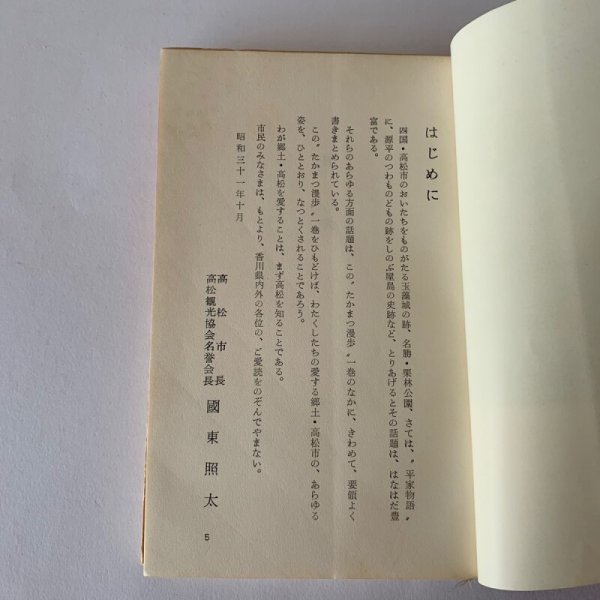 はじめに
四国・高松市のおいたちをものがたる玉藻城の跡、名勝・栗林公園、さては、〝平家物語〟
に、源平のつわものどもの跡をしのぶ屋島の史跡など、とりあげるとその話題は、はなはだ豊
富である。
それらのあらゆる方面の話題は、この〝たかまつ漫歩〟一巻のなかに、きわめて、要領よく
書きまとめられている。
この〝たかまつ漫歩〟一巻をひもどけば、わたくしたちの愛する郷土・高松市の、あらゆる
姿を、ひととおり、なつとくされることであろう。
わが郷土・高松を愛することは、まず高松を知ることである。
市民のみなさまは、もとより、香川県内外の各位の、ご愛読をのぞんでやまない。
昭和三十一年十月
高松市長
高松観光協会名誉会長
國東照太
5